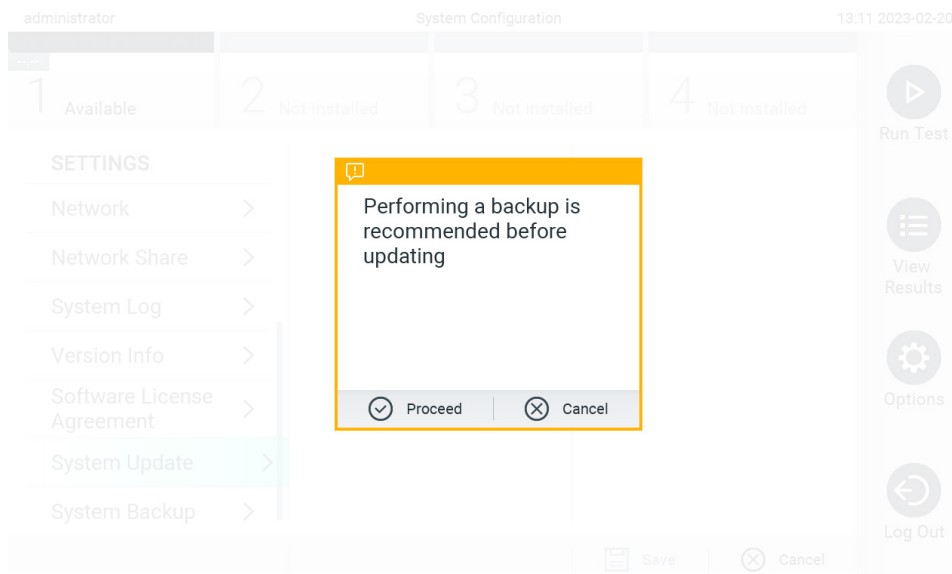 administrator System Configuration 13:11 2023-02-20
1 Available 2 Not installed 3 Not installed 4 Not installed
Run Test
SETTINGS
Network
Network Share
System Log
Version Info
Software License
Agreement
System Update
System Backup
Performing a backup is
recommended before
updating
Proceed Cancel
View
Results
Options
Log Out
Save Cancel